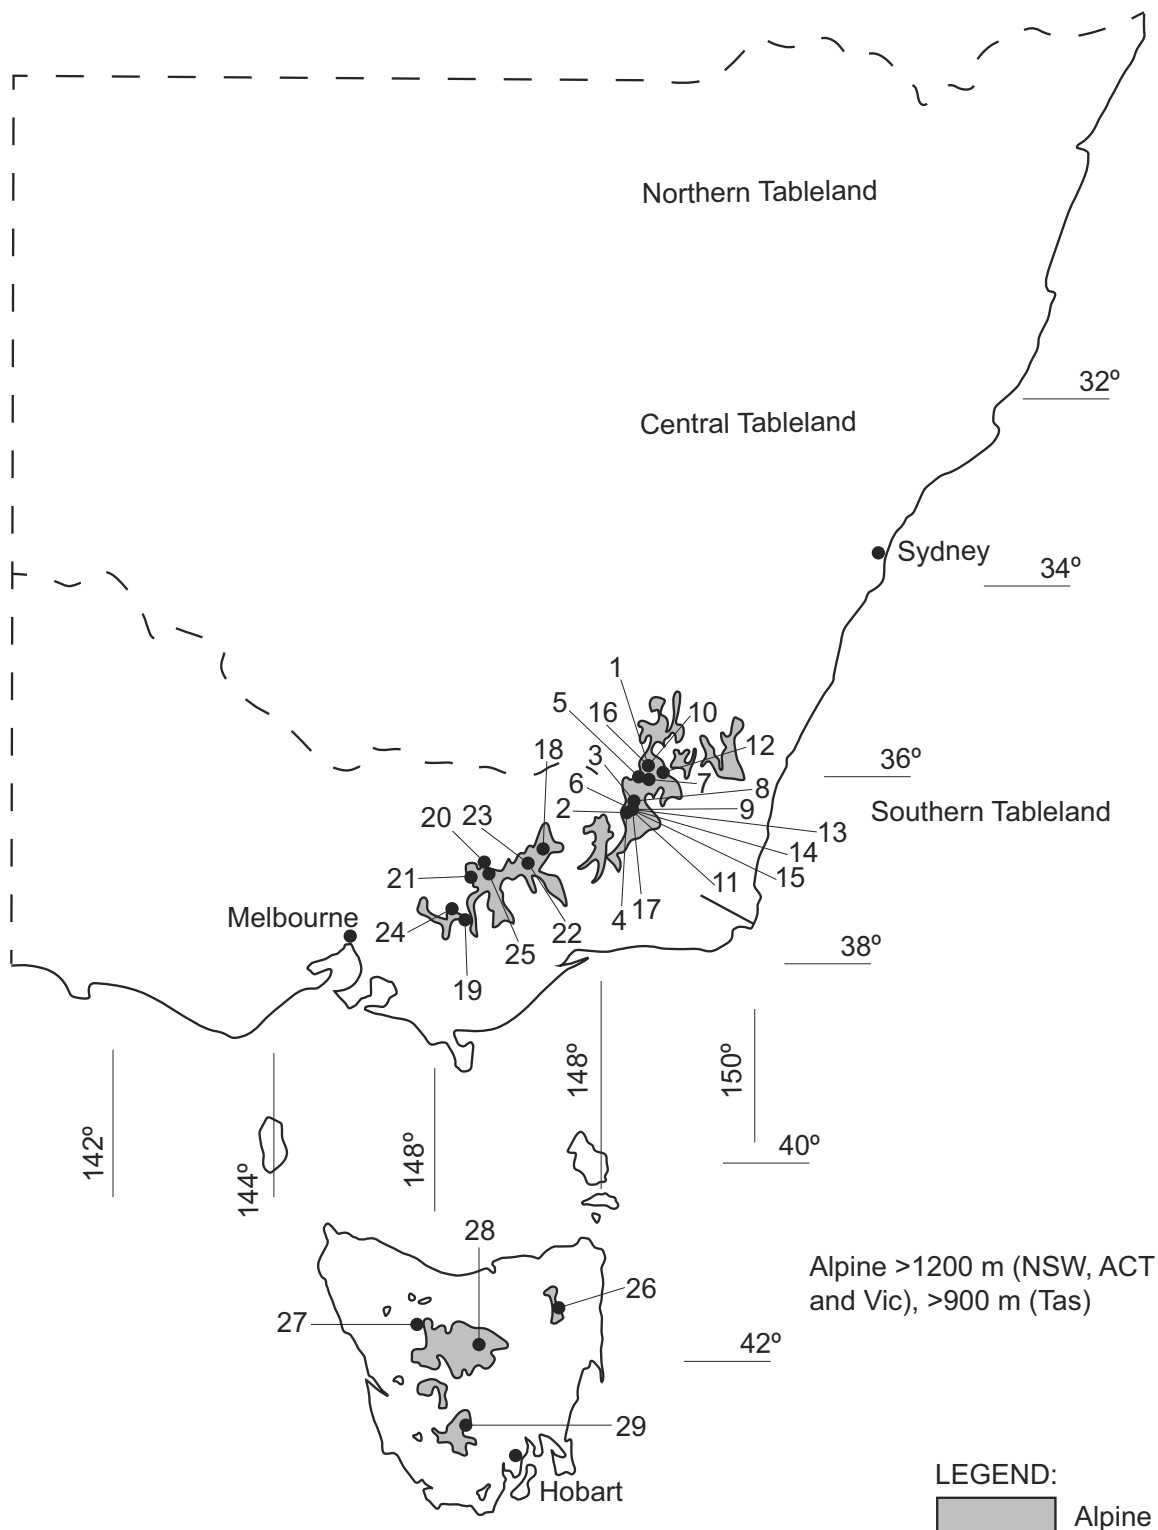 Northern Tableland
32º
Central Tableland
Sydney
34º
1
5
16
10
18
3
12
36º
6
7
8
2
9
Southern Tableland
20
23
13
14
21
11
15
4
17
Melbourne
24
22
25
38º
19
148º
150º
142º
148º
144º
40º
28
Alpine >1200 m (NSW, ACT
and Vic), >900 m (Tas)
26
27
42º
29
LEGEND:
Hobart
Alpine